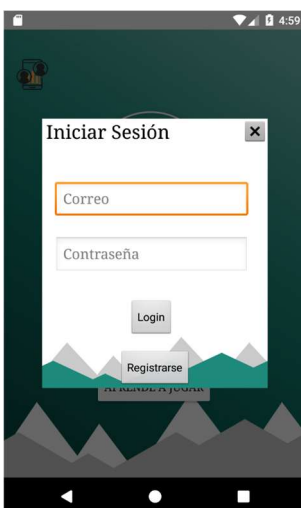 4:59
Iniciar Sesión
×
Correo
Contraseña
Login
Registrarse
APRENDE A JUGAR